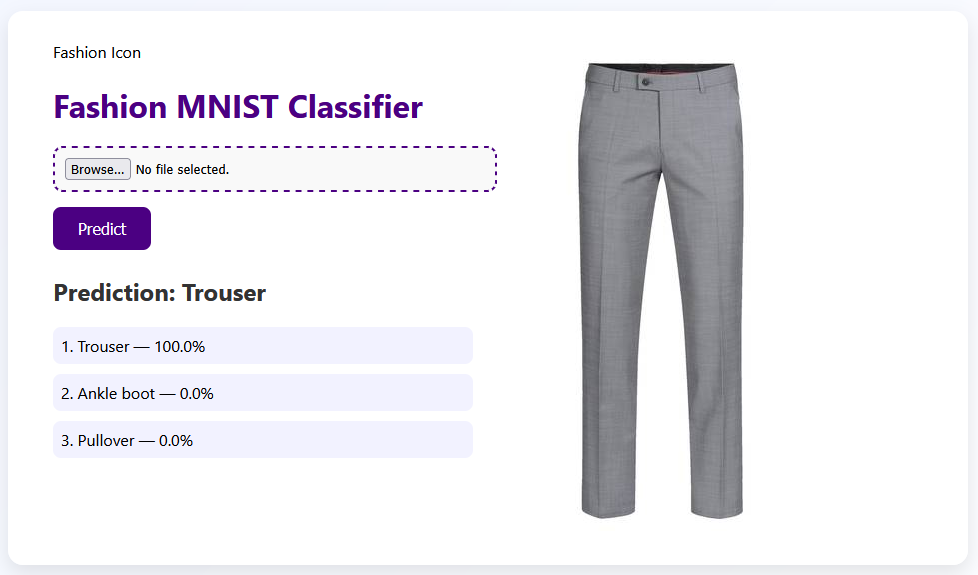 Fashion Icon
Fashion MNIST Classifier
Browse... No file selected.
Predict
Prediction: Trouser
1. Trouser — 100.0%
2. Ankle boot — 0.0%
3. Pullover — 0.0%